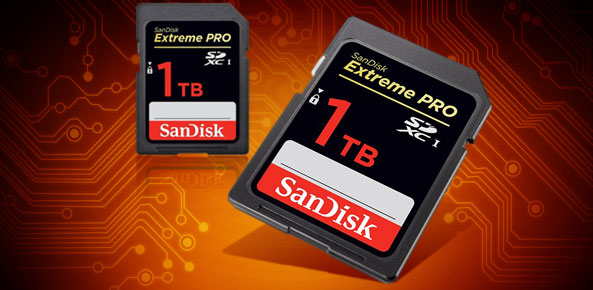 SanDisk
Extreme PRO
SD
XC I
1TB
SanDisk
SanDisk
Extreme PRO
SD
XC I
1TB
SanDisk